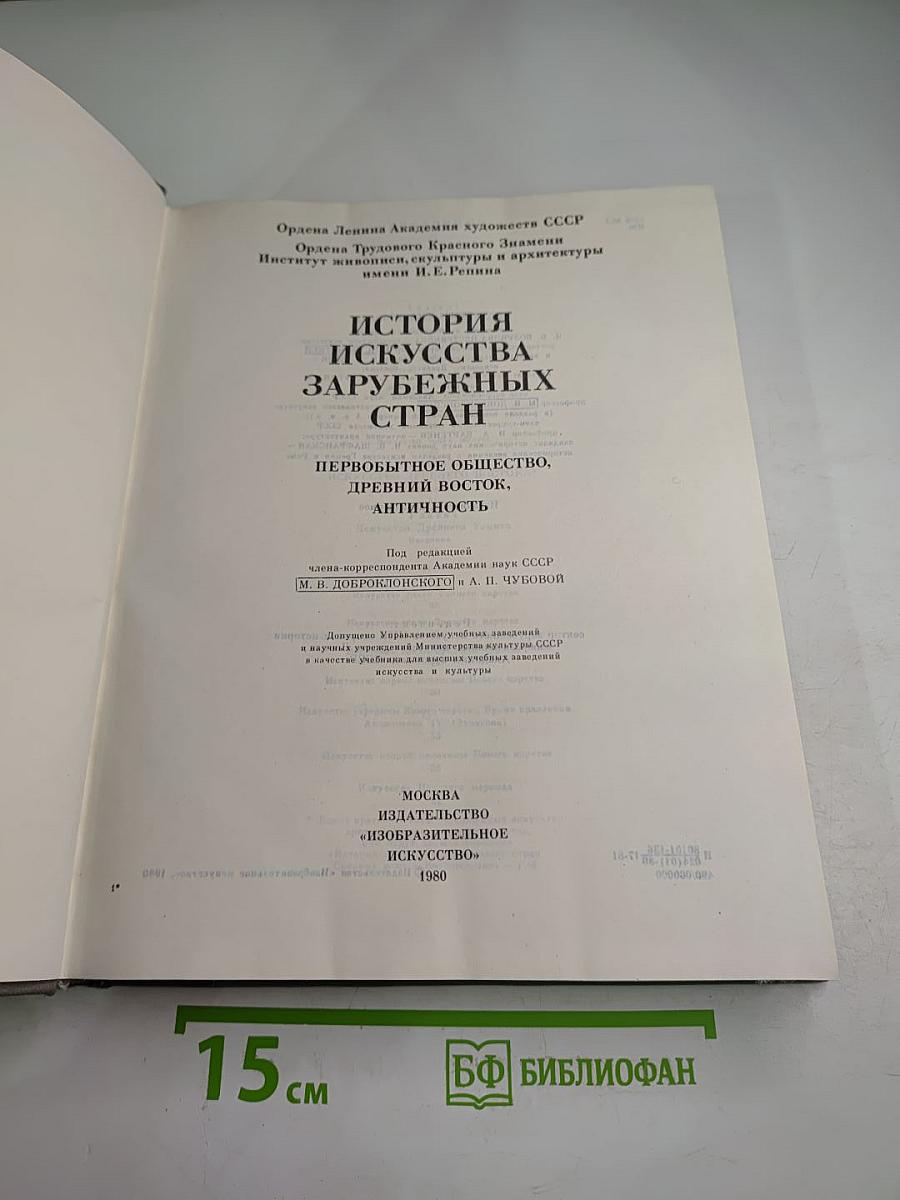 Ордена Ленина Академия художеств СССР
Ордена Трудового Красного Знамени
Институт живописи, скульптуры и архитектуры
имени И. Е. Репина
ИСТОРИЯ
ИСКУССТВА
ЗАРУБЕЖНЫХ
СТРАН
ПЕРВОБЫТНОЕ ОБЩЕСТВО,
ДРЕВНИЙ ВОСТОК,
АНТИЧНОСТЬ
Под редакцией
члена-корреспондента Академии наук СССР
М. В. ДОБРОКЛОНСКОГО и А. П. ЧУБОВОЙ
Допущено Управлением учебных заведений
и научных учреждений Министерства культуры СССР
в качестве учебника для высших учебных заведений
искусства и культуры
МОСКВА
ИЗДАТЕЛЬСТВО
«ИЗОБРАЗИТЕЛЬНОЕ
ИСКУССТВО»
1980
1*
15 см
БФ БИБЛИОФАН